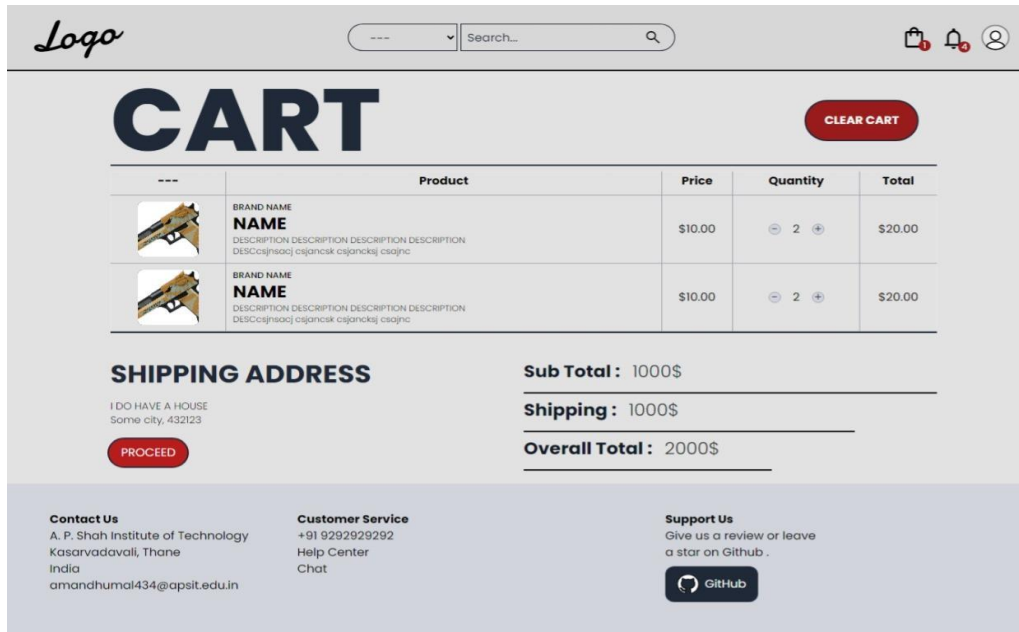 Logo
--- Search...
1 4
CART
CLEAR CART
--- Product Price Quantity Total
BRAND NAME
NAME
DESCRIPTION DESCRIPTION DESCRIPTION DESCRIPTION
DESCcsjnsacj csjancsk csjancksj csajnc
$10.00 2 $20.00
BRAND NAME
NAME
DESCRIPTION DESCRIPTION DESCRIPTION DESCRIPTION
DESCcsjnsacj csjancsk csjancksj csajnc
$10.00 2 $20.00
SHIPPING ADDRESS
I DO HAVE A HOUSE
Some city, 432123
PROCEED
Sub Total : 1000$
Shipping : 1000$
Overall Total : 2000$
Contact Us
A. P. Shah Institute of Technology
Kasarvadavali, Thane
India
amandhumal434@apsit.edu.in
Customer Service
+91 9292929292
Help Center
Chat
Support Us
Give us a review or leave
a star on Github .
GitHub